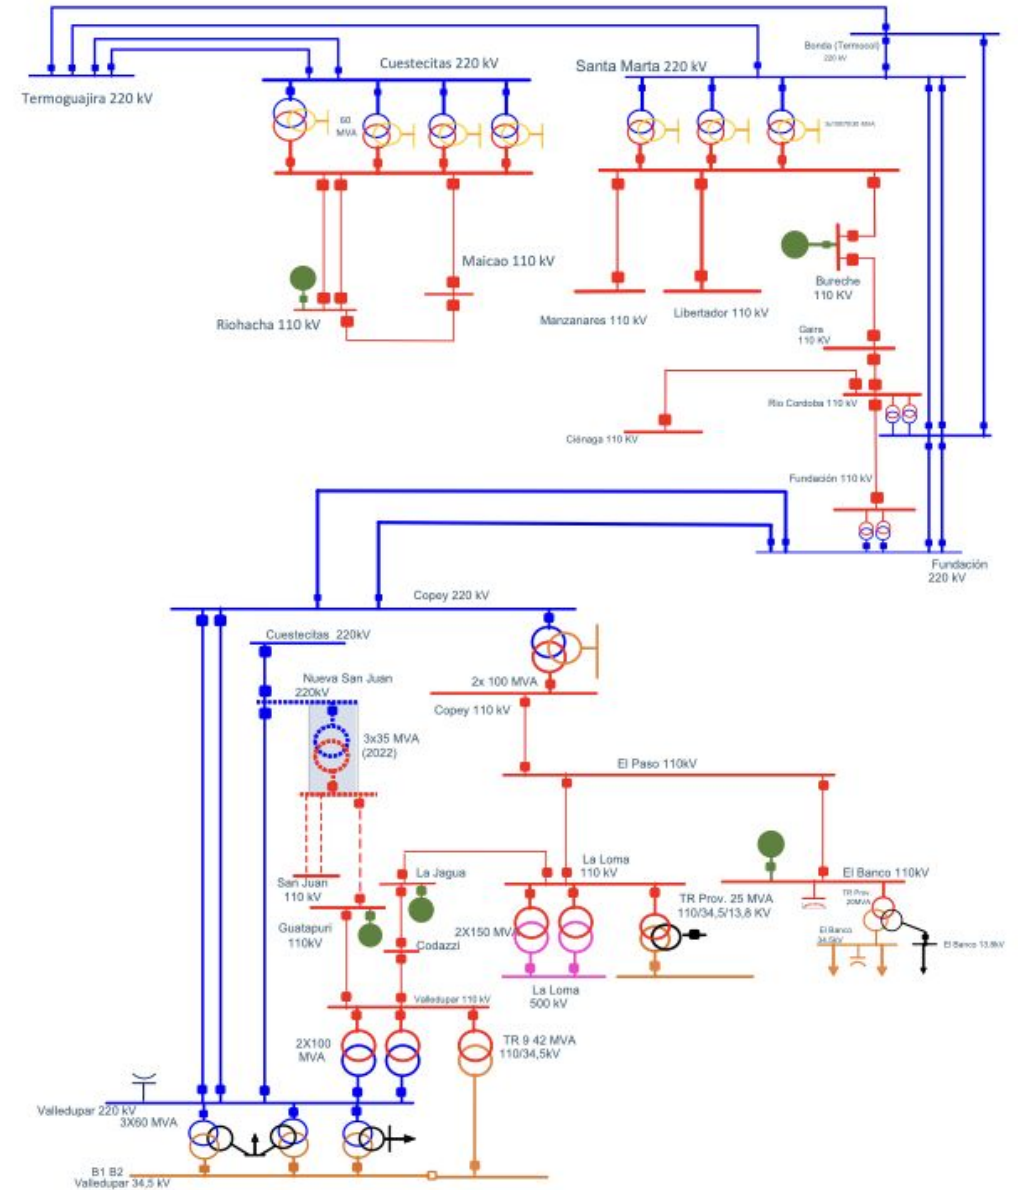 Bonda (Termocol)
220 kV
Cuestecitas 220 kV
Santa Marta 220 kV
Termoguajira 220 kV
60
MVA
Maicao 110 kV
Riohacha 110 kV
Manzanares 110 kV
Libertador 110 kV
Bureche
110 KV
Gaira
110 KV
Rio Cordoba 110 kV
Ciénaga 110 KV
Fundación 110 kV
Fundación
220 kV
Copey 220 kV
Cuestecitas 220kV
Nueva San Juan
220kV
2x 100 MVA
Copey 110 kV
3x35 MVA
(2022)
El Paso 110kV
La Loma
110 kV
La Jagua
San Juan
110 kV
El Banco 110kV
TR Prov. 25 MVA
110/34,5/13,8 KV
TR Prov.
20MVA
Guatapuri
110kV
2X150 MVA
Codazzi
El Banco
34,5kV
El Banco 13,8kV
La Loma
500 kV
Valledupar 110 kV
2X100
MVA
TR 9 42 MVA
110/34,5kV
Valledupar 220 kV
3X60 MVA
B1 B2
Valledupar 34,5 kV